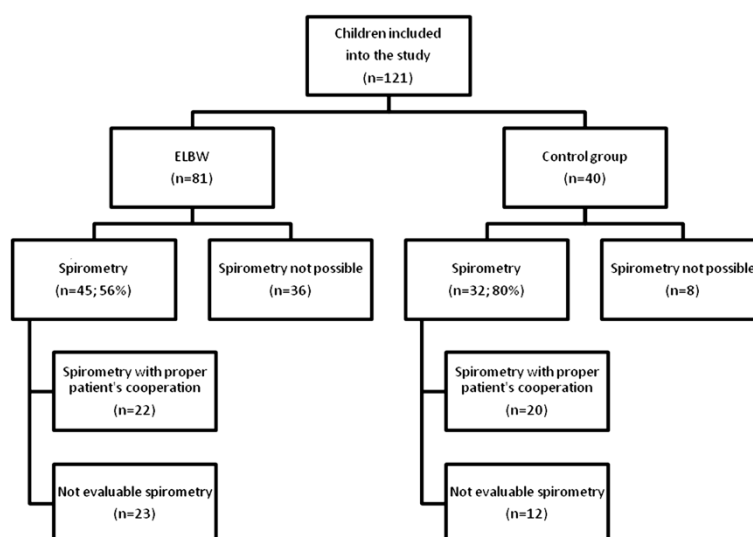 Children included
into the study
(n=121)
ELBW
(n=81)
Control group
(n=40)
Spirometry
(n=45; 56%)
Spirometry not possible
(n=36)
Spirometry
(n=32; 80%)
Spirometry not possible
(n=8)
Spirometry with proper
patient's cooperation
(n=22)
Spirometry with proper
patient's cooperation
(n=20)
Not evaluable spirometry
(n=23)
Not evaluable spirometry
(n=12)